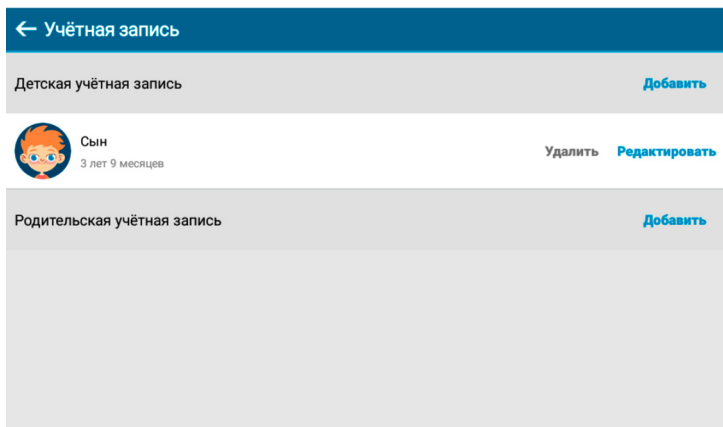 Учётная запись
Детская учётная запись Добавить
Сын
3 лет 9 месяцев
Удалить Редактировать
Родительская учётная запись Добавить